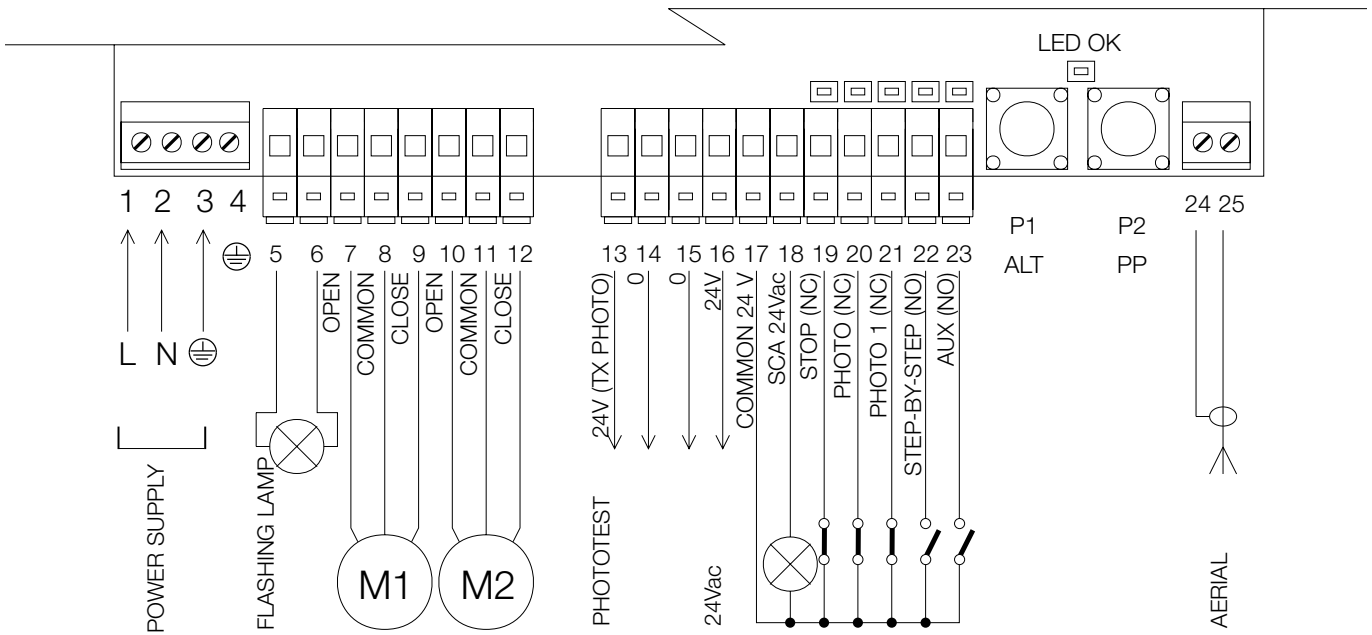 LED OK
1 2 3 4
5 6 7 8 9 10 11 12
13 14 15 16 17 18 19 20 21 22 23
24 25
P1
ALT
P2
PP
L N
OPEN
COMMON
CLOSE
OPEN
COMMON
CLOSE
24V (TX PHOTO)
0
0
24V
COMMON 24 V
SCA 24Vac
STOP (NC)
PHOTO (NC)
PHOTO 1 (NC)
STEP-BY-STEP (NO)
AUX (NO)
POWER SUPPLY
FLASHING LAMP
M1
M2
PHOTOTEST
24Vac
AERIAL